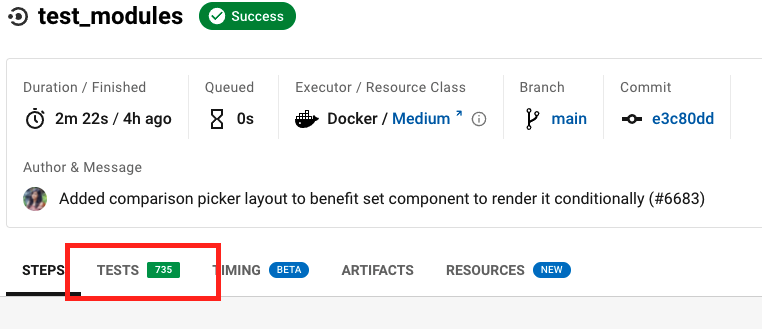 test_modules Success
Duration / Finished Queued Executor / Resource Class Branch Commit
2m 22s / 4h ago 0s Docker / Medium main e3c80dd
Author & Message
Added comparison picker layout to benefit set component to render it conditionally (#6683)
STEPS TESTS 735 TIMING BETA ARTIFACTS RESOURCES NEW